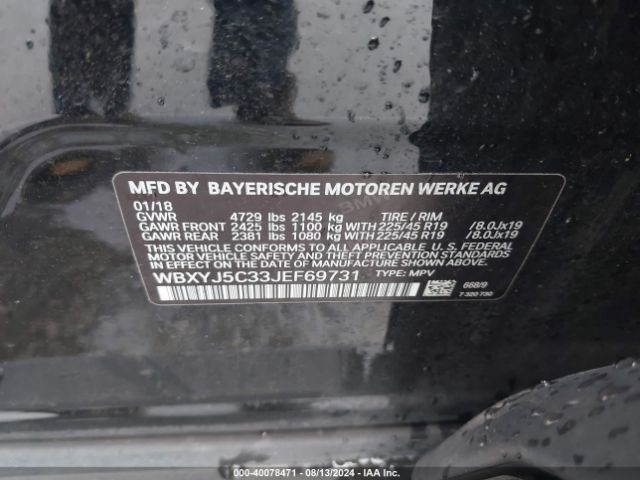 MFD BY BAYERISCHE MOTOREN WERKE AG
01/18
GVWR 4729 lbs 2145 kg TIRE / RIM
GAWR FRONT 2425 lbs 1100 kg WITH 225/45 R19 /8.0Jx19
GAWR REAR 2381 lbs 1080 kg WITH 225/45 R19 /8.0Jx19
THIS VEHICLE CONFORMS TO ALL APPLICABLE U. S. FEDERAL
MOTOR VEHICLE SAFETY AND THEFT PREVENTION STANDARDS
IN EFFECT ON THE DATE OF MANUFACTURE SHOWN ABOVE.
WBXYJ5C33JEF69731 TYPE: MPV
668/9
7 320 730
© WWW #40078471 08/13/2024 IAA Inc.